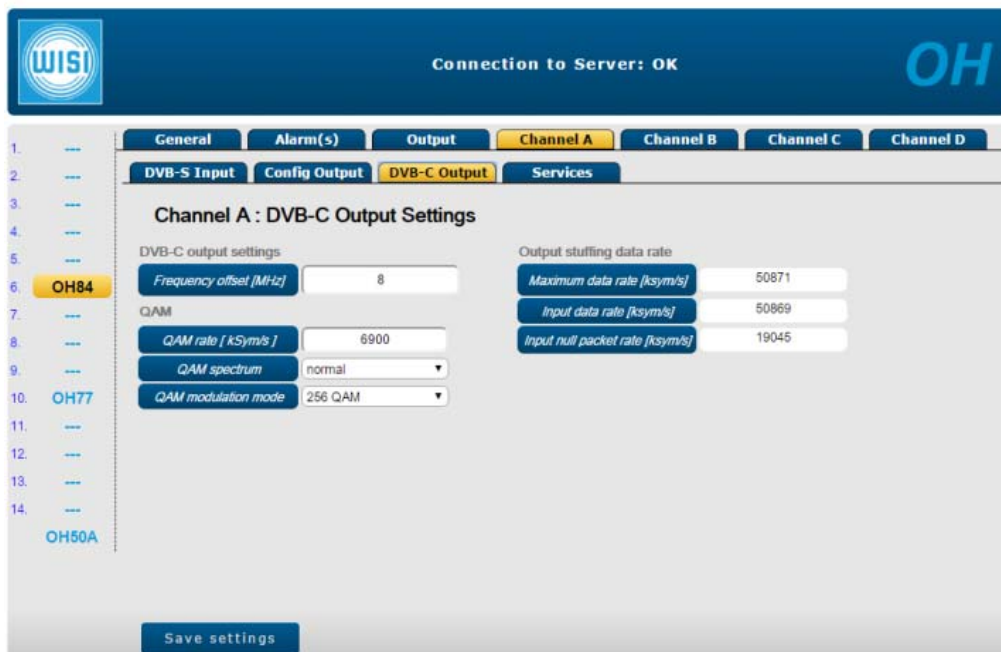 WISI
Connection to Server: OK
OH
General Alarm(s) Output Channel A Channel B Channel C Channel D
DVB-S Input Config Output DVB-C Output Services
1. ---
2. ---
3. ---
4. ---
5. ---
6. OH84
7. ---
8. ---
9. ---
10. OH77
11. ---
12. ---
13. ---
14. ---
OH50A
Channel A : DVB-C Output Settings
DVB-C output settings
Frequency offset [MHz] 8
QAM
QAM rate [ kSym/s ] 6900
QAM spectrum normal
QAM modulation mode 256 QAM
Output stuffing data rate
Maximum data rate [ksym/s] 50871
Input data rate [ksym/s] 50869
Input null packet rate [ksym/s] 19045
Save settings